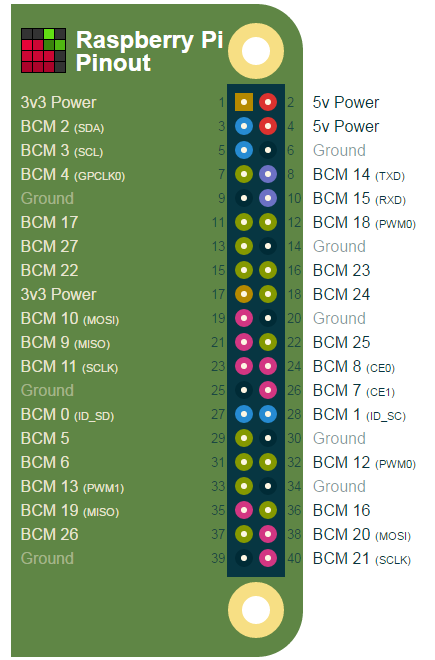 Raspberry Pi
Pinout
3v3 Power 1 2 5v Power
BCM 2 (SDA) 3 4 5v Power
BCM 3 (SCL) 5 6 Ground
BCM 4 (GPCLK0) 7 8 BCM 14 (TXD)
Ground 9 10 BCM 15 (RXD)
BCM 17 11 12 BCM 18 (PWM0)
BCM 27 13 14 Ground
BCM 22 15 16 BCM 23
3v3 Power 17 18 BCM 24
BCM 10 (MOSI) 19 20 Ground
BCM 9 (MISO) 21 22 BCM 25
BCM 11 (SCLK) 23 24 BCM 8 (CE0)
Ground 25 26 BCM 7 (CE1)
BCM 0 (ID_SD) 27 28 BCM 1 (ID_SC)
BCM 5 29 30 Ground
BCM 6 31 32 BCM 12 (PWM0)
BCM 13 (PWM1) 33 34 Ground
BCM 19 (MISO) 35 36 BCM 16
BCM 26 37 38 BCM 20 (MOSI)
Ground 39 40 BCM 21 (SCLK)